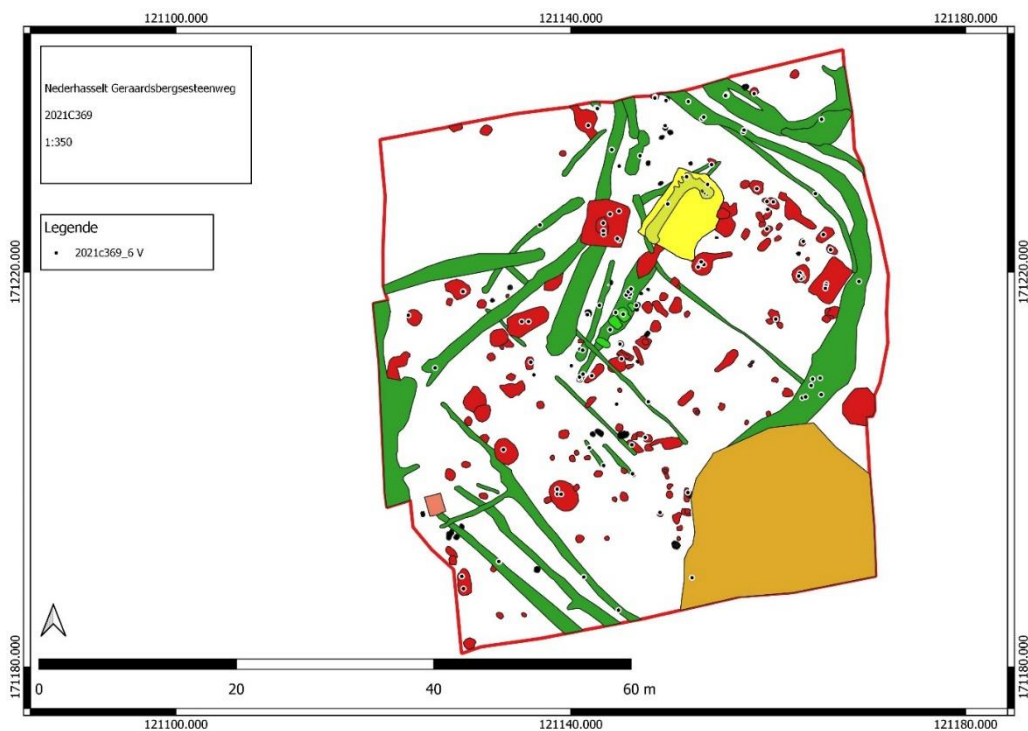 121100.000 121140.000 121180.000
Nederhasselt Geraardsbergsesteenweg
2021C369
1:350
Legende
2021c369_6 V
171220.000 171220.000
171180.000 171180.000
0 20 40 60 m
121100.000 121140.000 121180.000